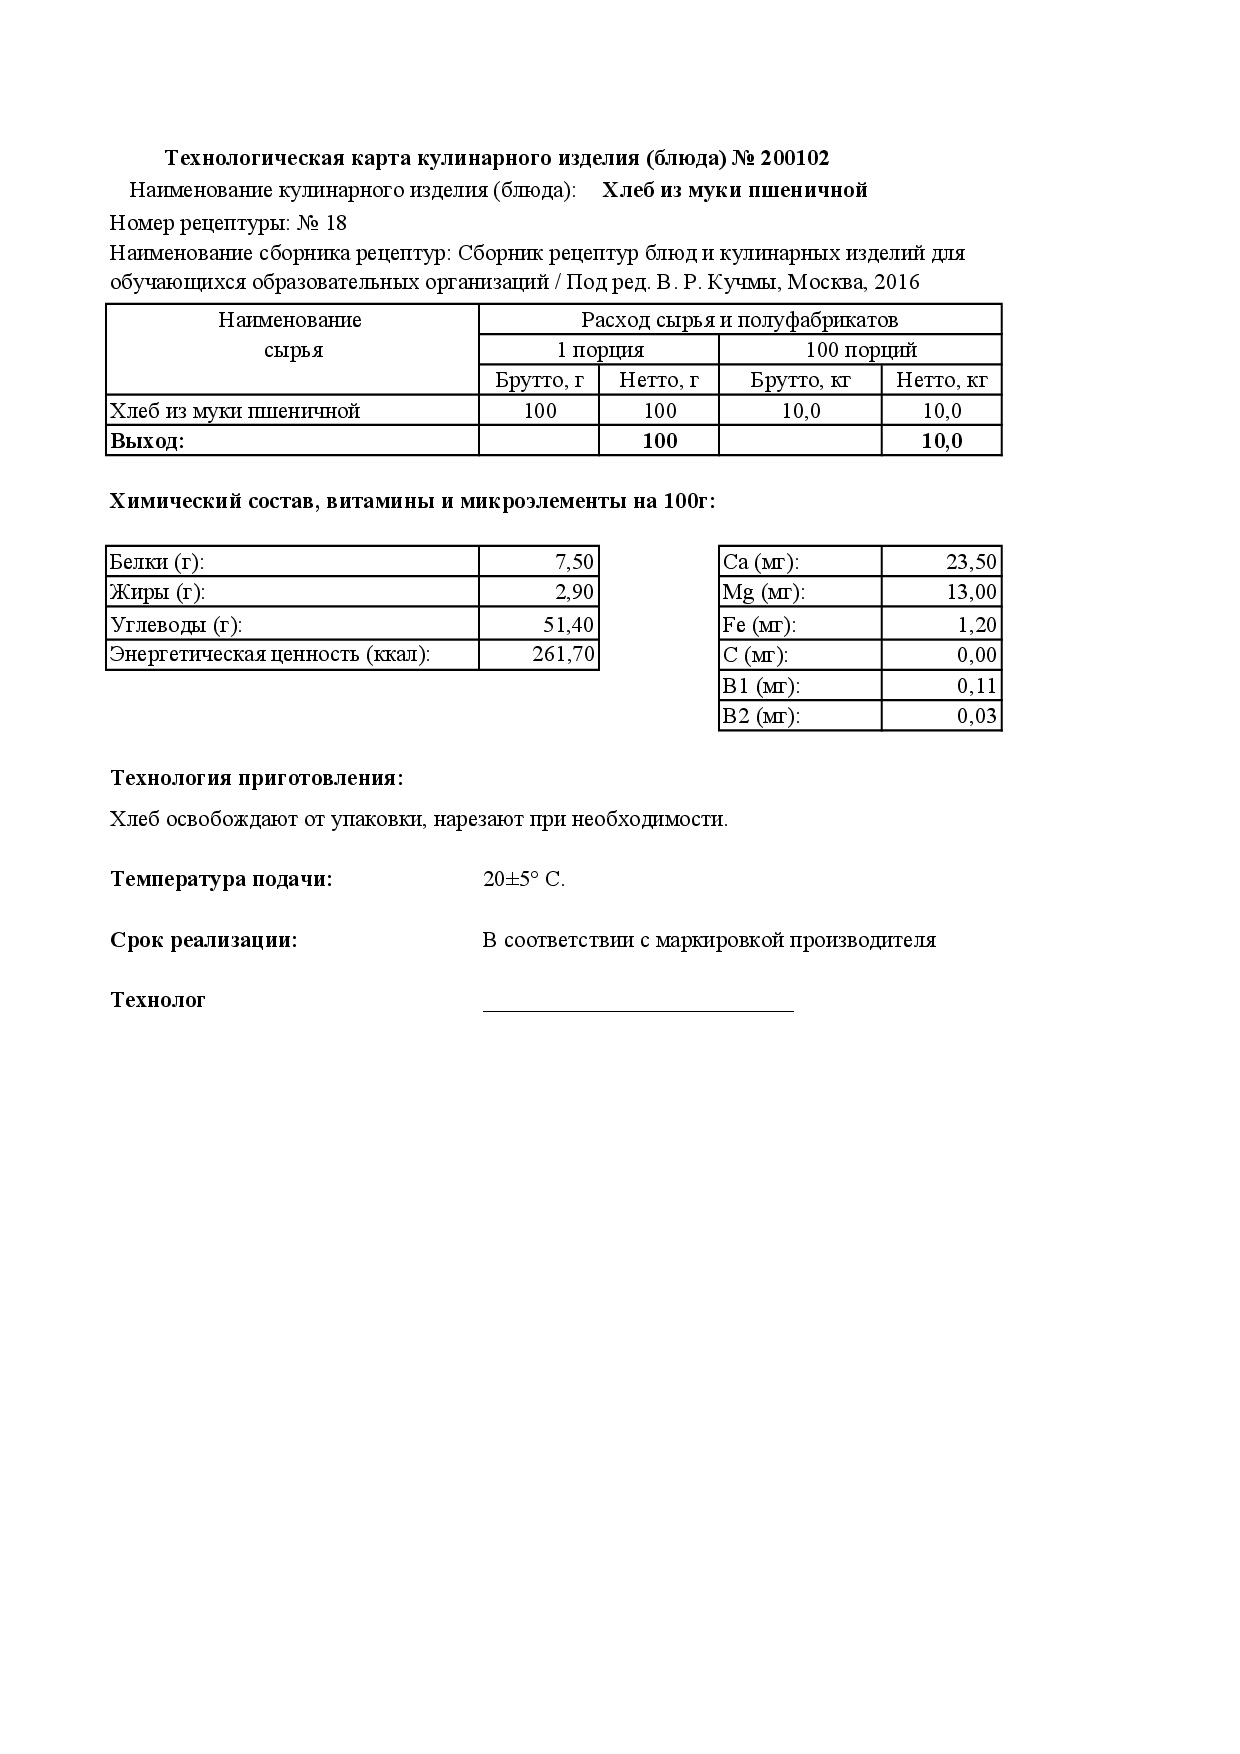 Технологическая карта кулинарного изделия (блюда) № 200102
Наименование кулинарного изделия (блюда): Хлеб из муки пшеничной
Номер рецептуры: № 18
Наименование сборника рецептур: Сборник рецептур блюд и кулинарных изделий для
обучающихся образовательных организаций / Под ред. В. Р. Кучмы, Москва, 2016
Наименование Расход сырья и полуфабрикатов
сырья 1 порция 100 порций
Брутто, г Нетто, г Брутто, кг Нетто, кг
Хлеб из муки пшеничной 100 100 10,0 10,0
Выход: 100 10,0
Химический состав, витамины и микроэлементы на 100г:
Белки (г): 7,50 Ca (мг): 23,50
Жиры (г): 2,90 Mg (мг): 13,00
Углеводы (г): 51,40 Fe (мг): 1,20
Энергетическая ценность (ккал): 261,70 C (мг): 0,00
B1 (мг): 0,11
B2 (мг): 0,03
Технология приготовления:
Хлеб освобождают от упаковки, нарезают при необходимости.
Температура подачи: 20±5° С.
Срок реализации: В соответствии с маркировкой производителя
Технолог